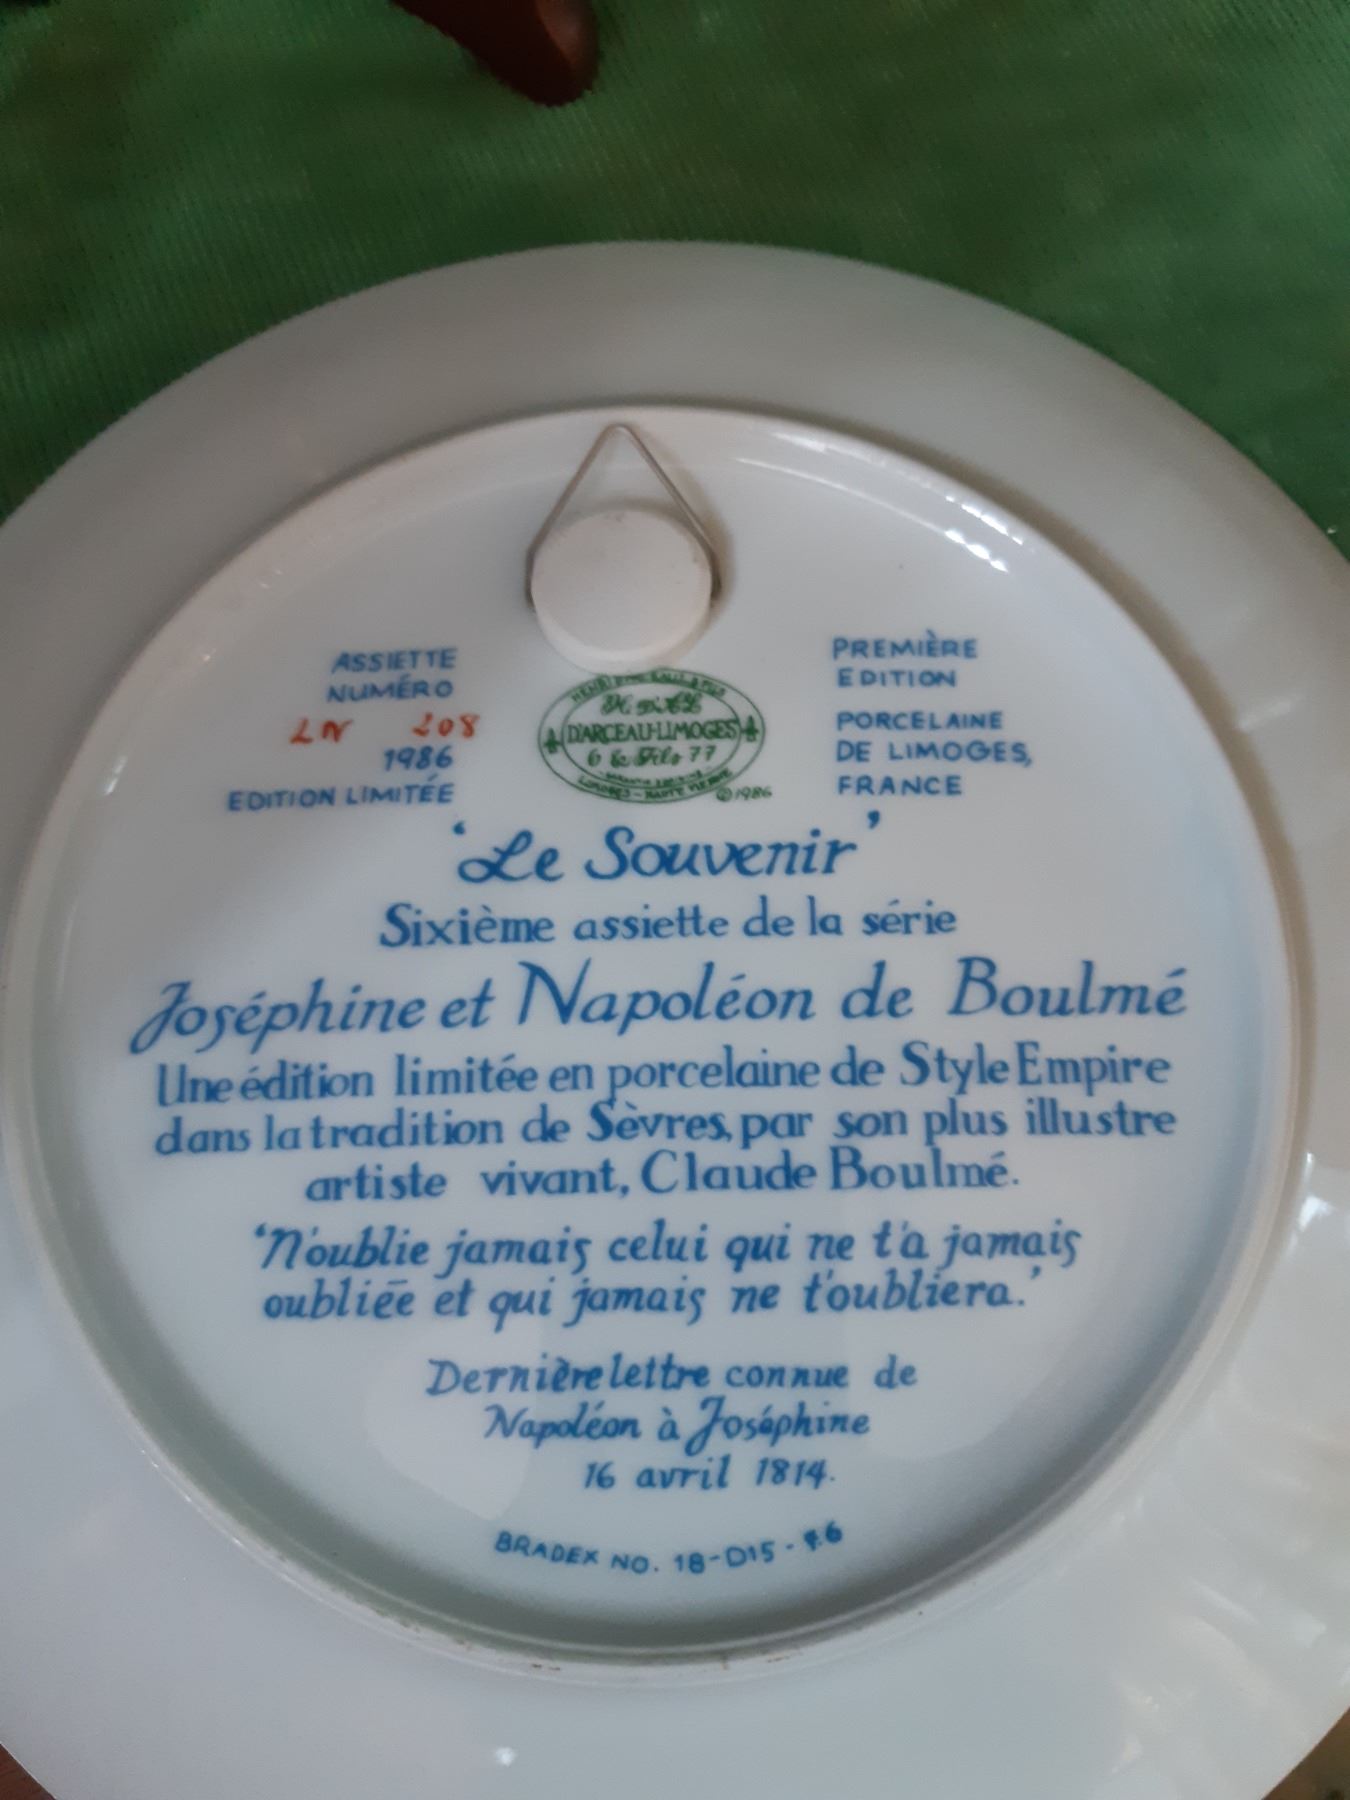 ASSIETTE
NUMÉRO
LN 208
1986
EDITION LIMITÉE
D'ARCEAU-LIMOGES
6 & Fils 77
©1986
PREMIÈRE
EDITION
PORCELAINE
DE LIMOGES,
FRANCE
'Le Souvenir'
Sixième assiette de la série
Joséphine et Napoléon de Boulmé
Une édition limitée en porcelaine de Style Empire
dans la tradition de Sèvres, par son plus illustre
artiste vivant, Claude Boulmé.
'N'oublie jamais celui qui ne t'a jamais
oubliée et qui jamais ne t'oubliera.'
Dernière lettre connue de
Napoléon à Joséphine
16 avril 1814.
BRADEX NO. 18-D15-